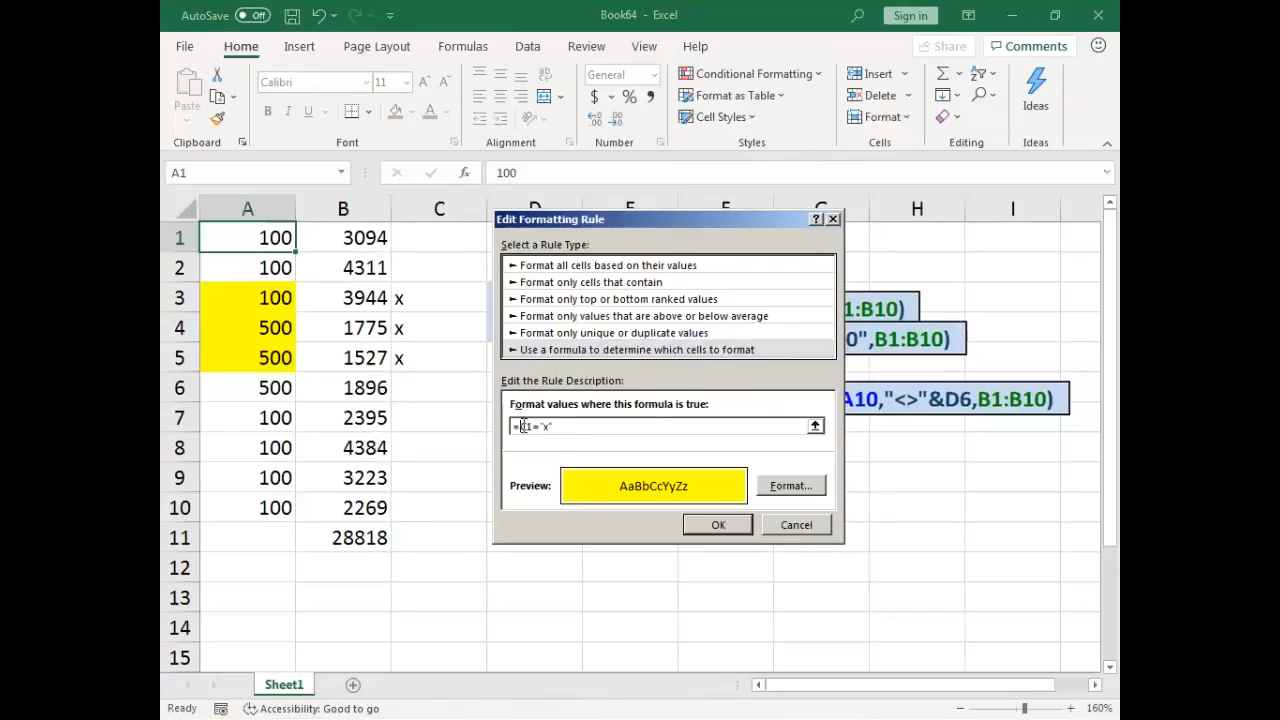 AutoSave Off Book64 - Excel Sign in
File Home Insert Page Layout Formulas Data Review View Help Share Comments
Paste Calibri 11 A A B I U General $ % Conditional Formatting Format as Table Cell Styles Insert Delete Format Ideas
Clipboard Font Alignment Number Styles Cells Editing Ideas
A1 fx 100
A B C D E F G H I
1 100 3094
2 100 4311
3 100 3944 x
4 500 1775 x
5 500 1527 x
6 500 1896
7 100 2395
8 100 4384
9 100 3223
10 100 2269
11 28818
12
13
14
15
1:B10)
0",B1:B10)
A10,"<>"&D6,B1:B10)
Edit Formatting Rule ?
Select a Rule Type:
► Format all cells based on their values
► Format only cells that contain
► Format only top or bottom ranked values
► Format only values that are above or below average
► Format only unique or duplicate values
► Use a formula to determine which cells to format
Edit the Rule Description:
Format values where this formula is true:
=C1="x"
Preview: AaBbCcYyZz Format...
OK Cancel
Sheet1
Ready Accessibility: Good to go 160%